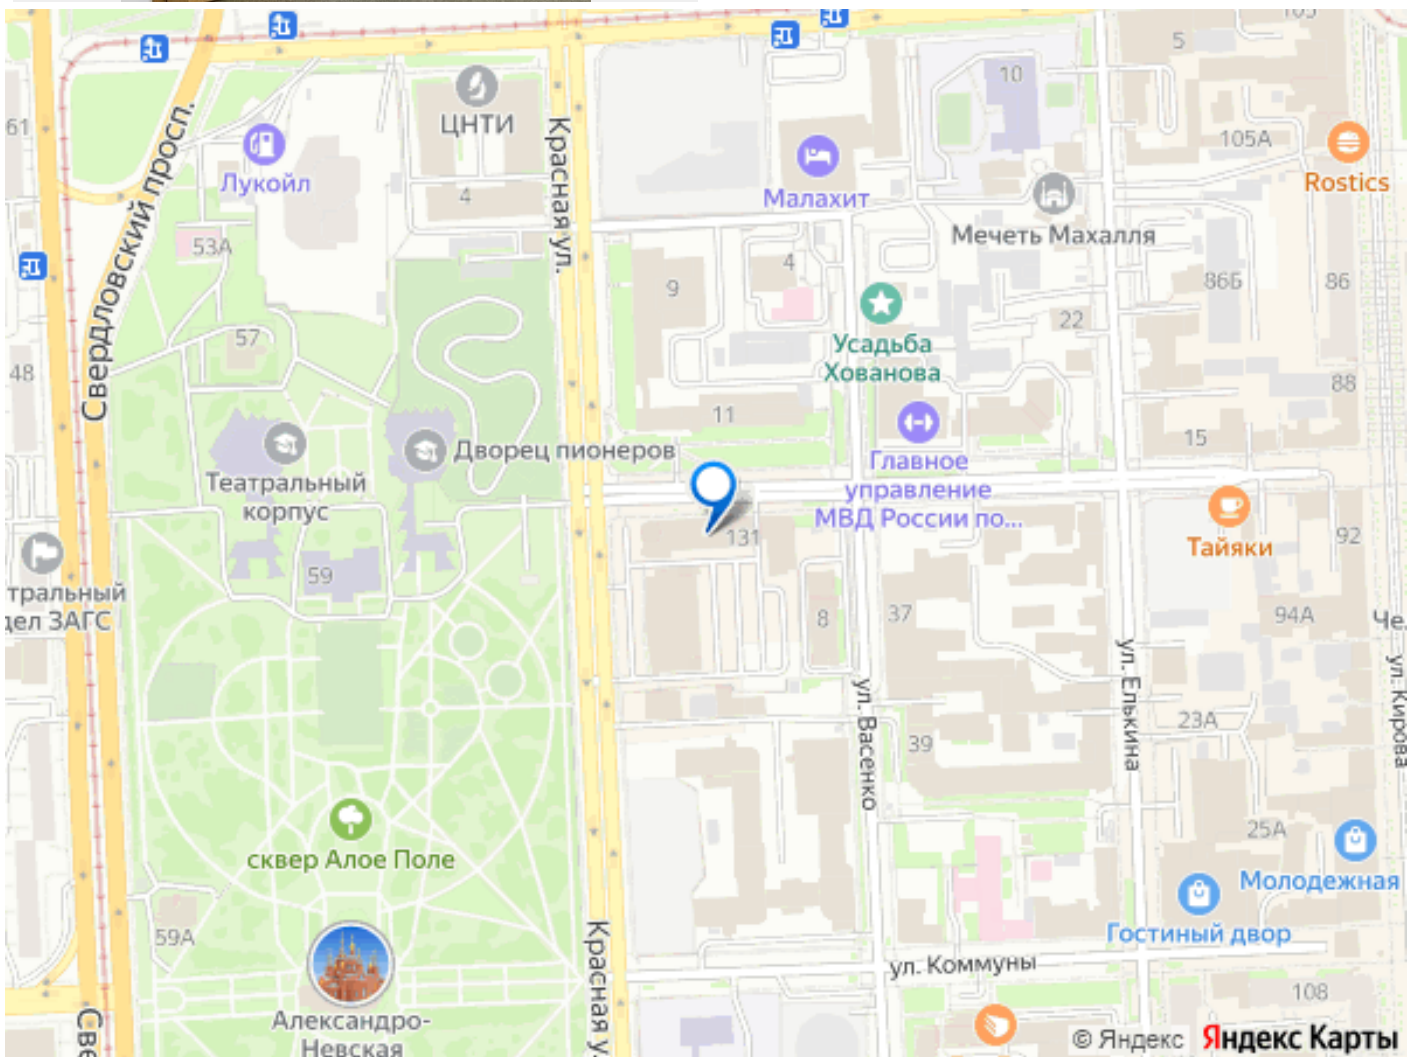 105
5
10
61
ЦНТИ
Свердловский просп.
Красная ул.
105А
Лукойл
Малахит
Rostics
4
Мечеть Махалля
53А
4
9
86Б
86
22
57
Усадьба
Хованова
48
88
11
15
Дворец пионеров
Театральный
корпус
Главное
управление
МВД России по...
131
92
Тайяки
59
тральный
дел ЗАГС
8
37
94А
Че
ул. Елькина
ул. Кирова
ул. Васенко
23А
39
25А
сквер Алое Поле
Молодежная
59А
Гостиный двор
Красная у
ул. Коммуны
108
Све
Александро-
Невская
© Яндекс Яндекс Карты